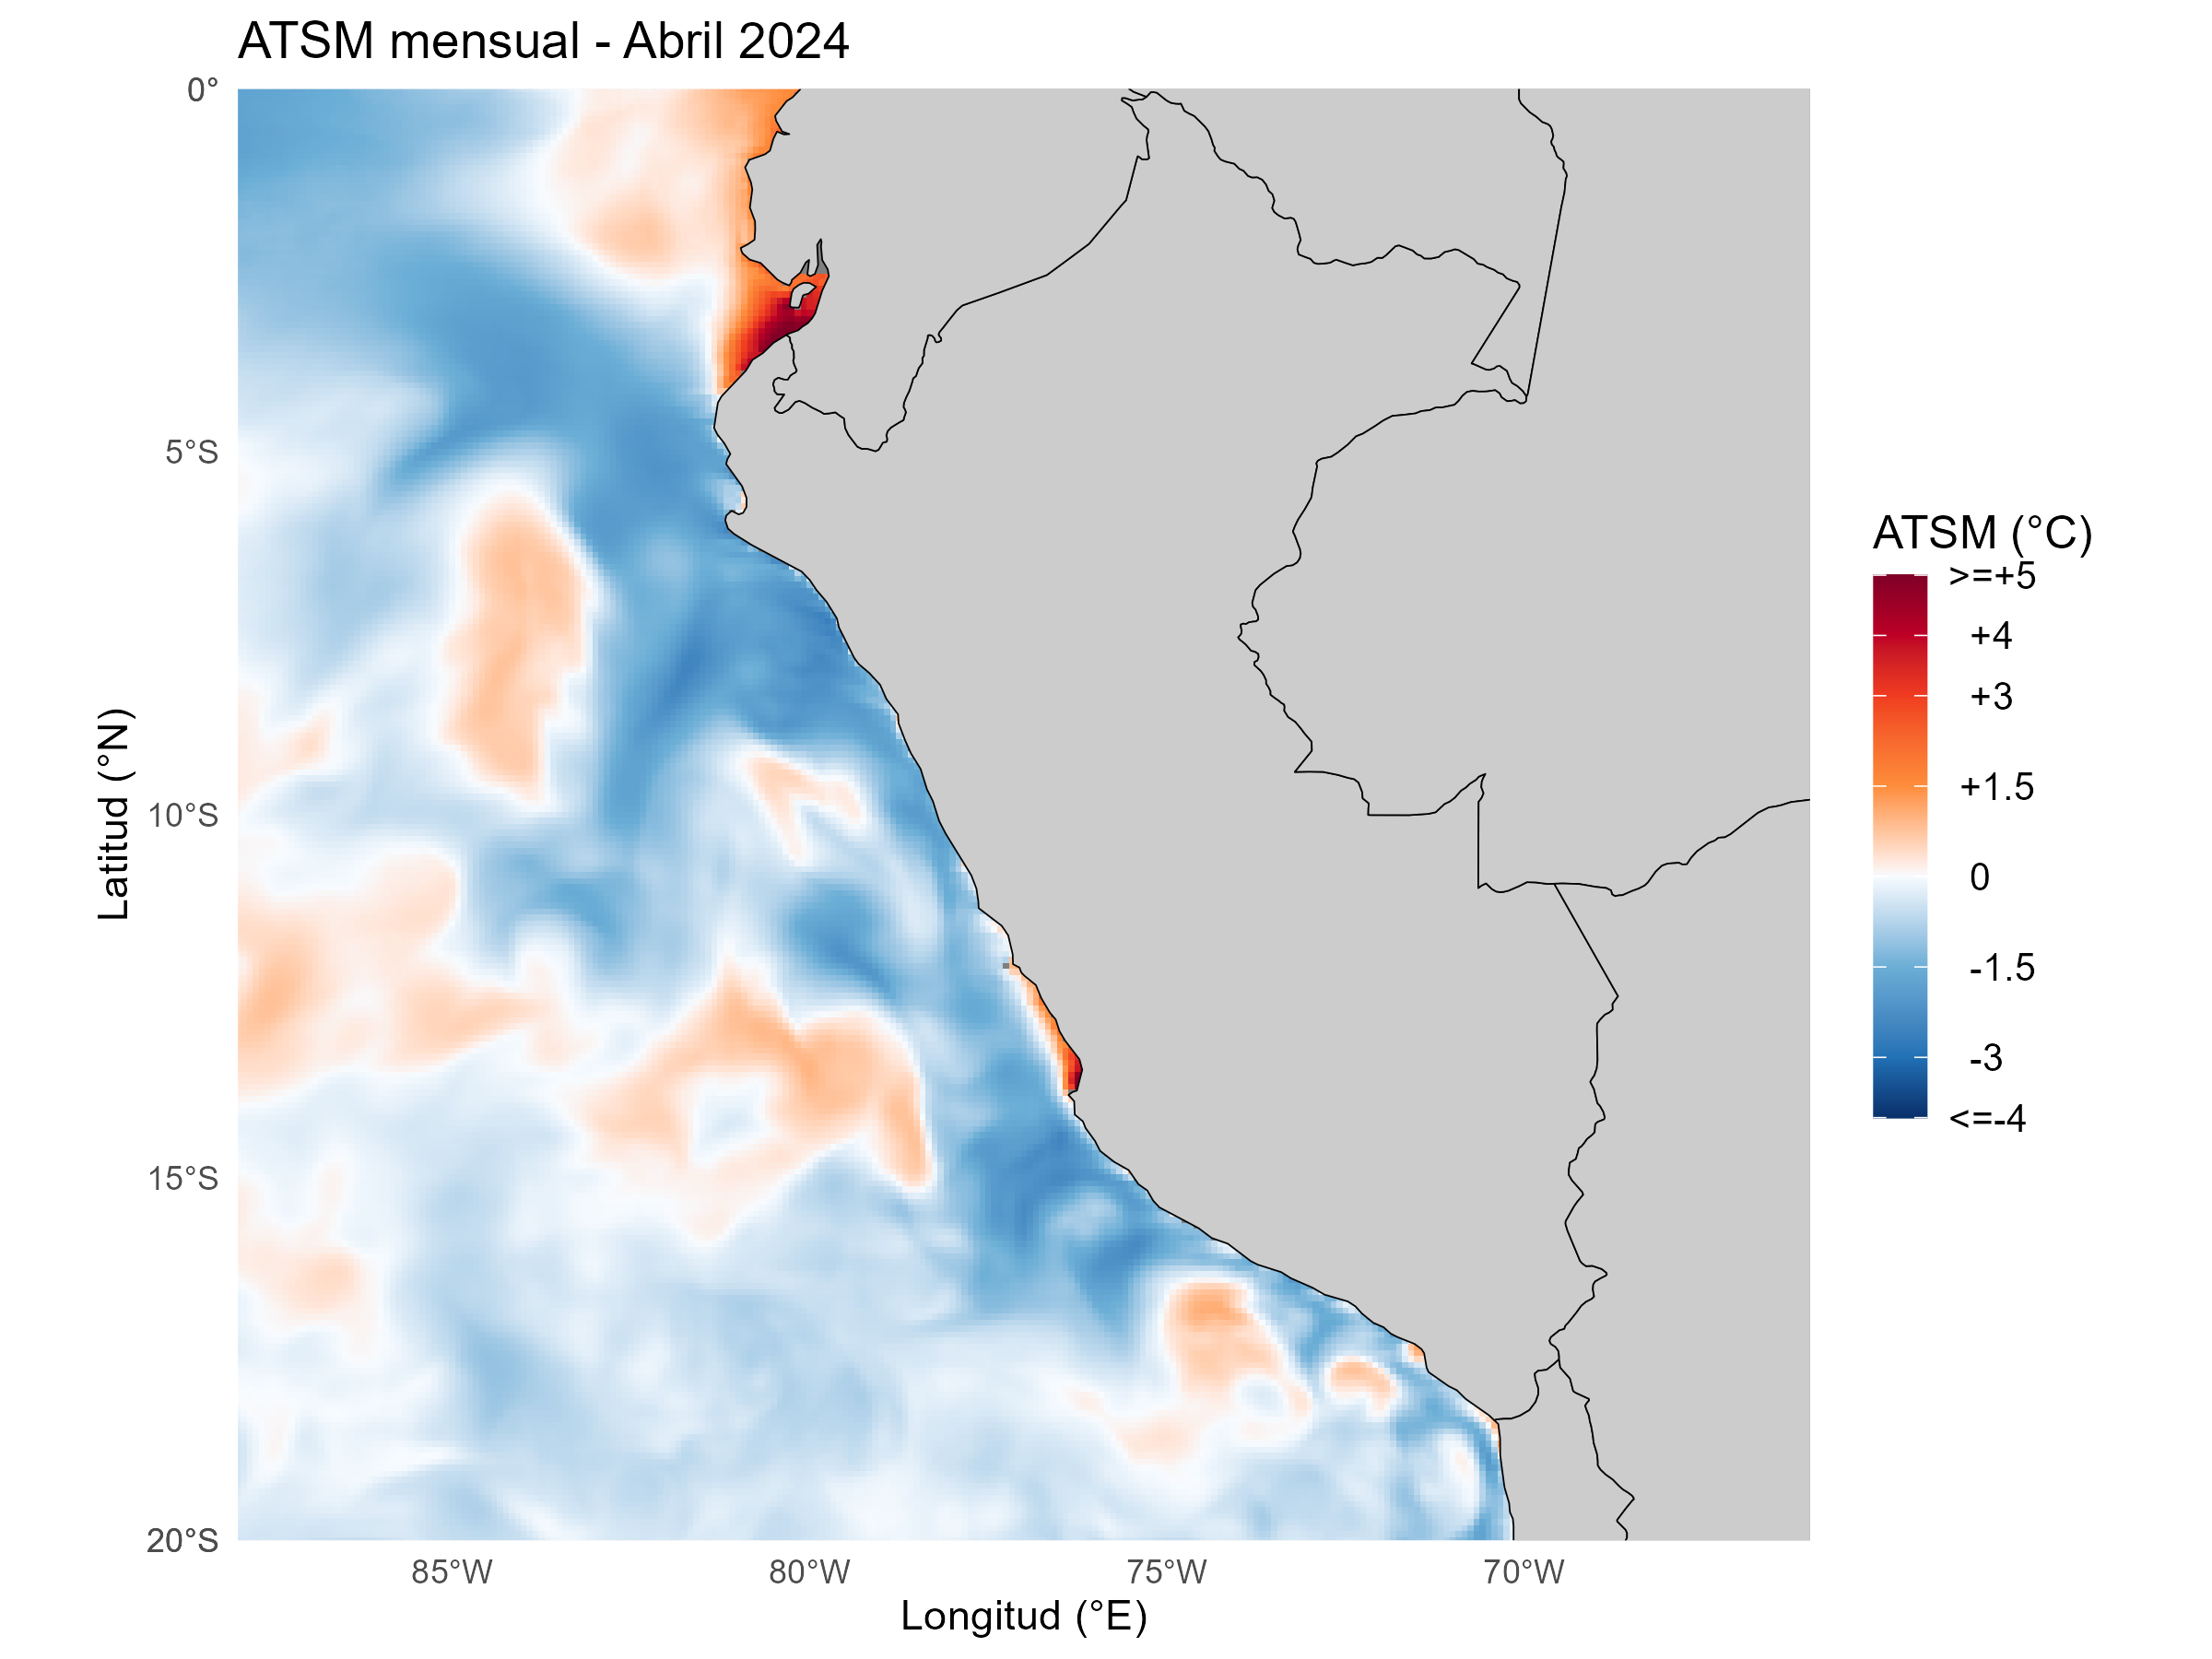 ATSM mensual - Abril 2024
0°
5°S
10°S
15°S
20°S
Latitud (°N)
85°W
80°W
75°W
70°W
Longitud (°E)
ATSM (°C)
>=+5
+4
+3
+1.5
0
-1.5
-3
<=-4